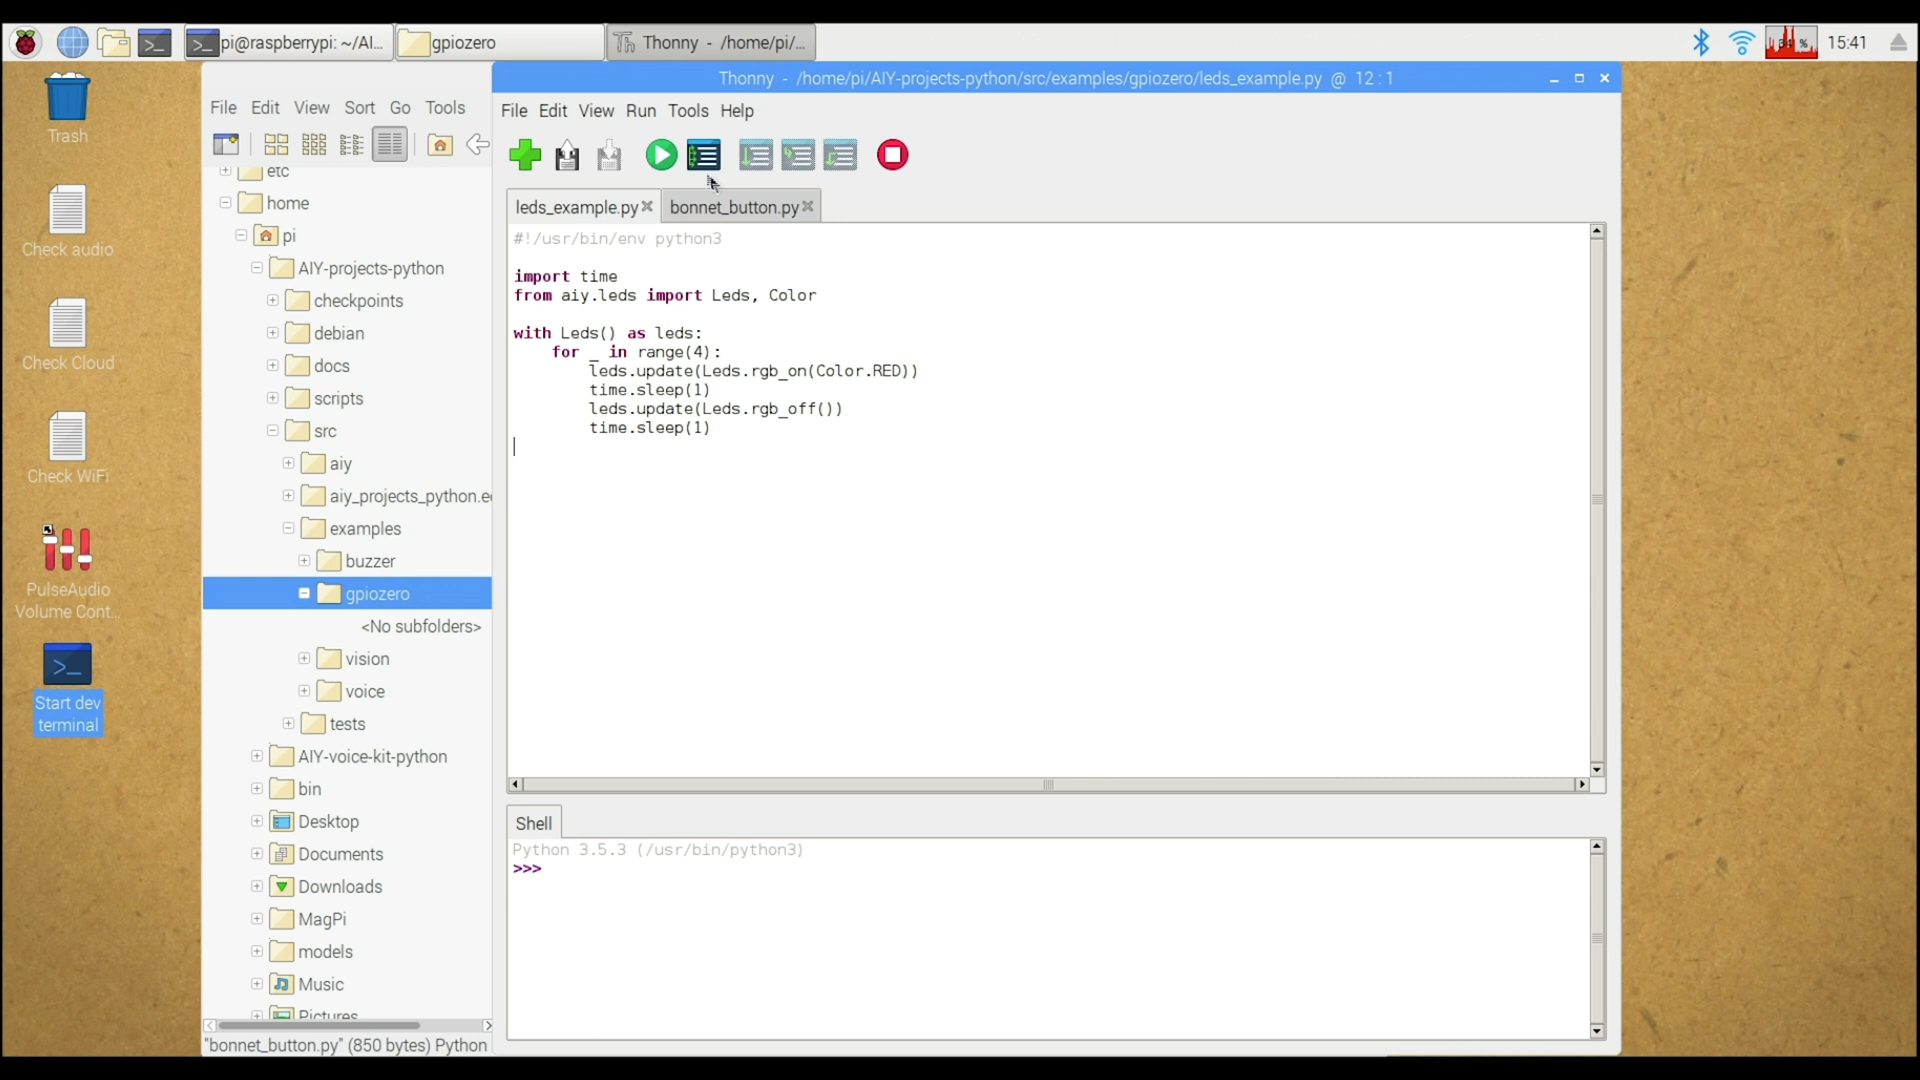 pi@raspberrypi: ~/AI...
gpiozero
Thonny - /home/pi/...
15:41
Trash
Check audio
Check Cloud
Check WiFi
PulseAudio
Volume Cont...
Start dev
terminal
File Edit View Sort Go Tools
etc
home
pi
AIY-projects-python
checkpoints
debian
docs
scripts
src
aiy
aiy_projects_python.e
examples
buzzer
gpiozero
<No subfolders>
vision
voice
tests
AIY-voice-kit-python
bin
Desktop
Documents
Downloads
MagPi
models
Music
Pictures
"bonnet_button.py" (850 bytes) Python
Thonny - /home/pi/AIY-projects-python/src/examples/gpiozero/leds_example.py @ 12 : 1
File Edit View Run Tools Help
leds_example.py
bonnet_button.py
#!/usr/bin/env python3
import time
from aiy.leds import Leds, Color
with Leds() as leds:
    for _ in range(4):
        leds.update(Leds.rgb_on(Color.RED))
        time.sleep(1)
        leds.update(Leds.rgb_off())
        time.sleep(1)
Shell
Python 3.5.3 (/usr/bin/python3)
>>>